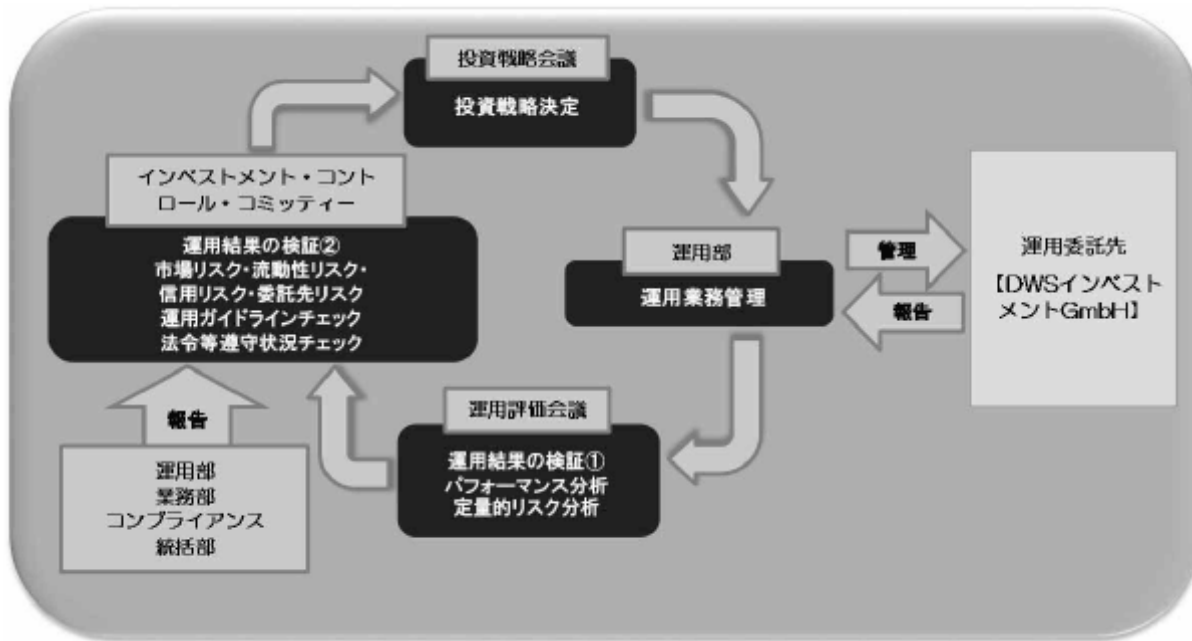 投資戦略会議
投資戦略決定
インベストメント・コント
ロール・コミッティー
運用結果の検証②
市場リスク・流動性リスク・
信用リスク・委託先リスク
運用ガイドラインチェック
法令等遵守状況チェック
運用部
運用業務管理
管理
報告
運用委託先
【DWSインベスト
メントGmbH】
運用評価会議
運用結果の検証①
パフォーマンス分析
定量的リスク分析
報告
運用部
業務部
コンプライアンス
統括部